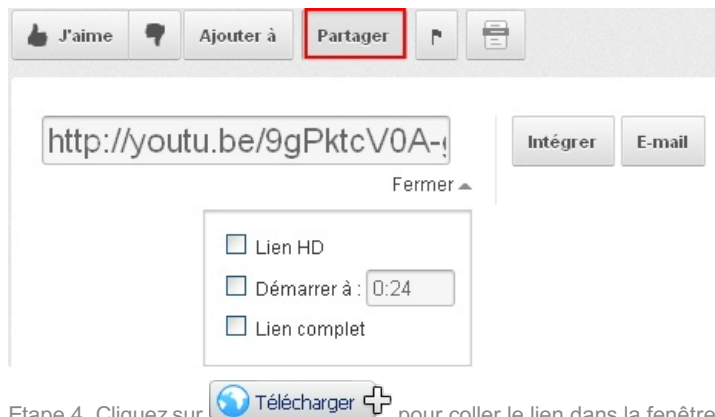 J'aime Ajouter à Partager
http://youtu.be/9gPktcV0A- Intégrer E-mail
Fermer
Lien HD
Démarrer à : 0:24
Lien complet
Etape 4. Cliquez sur Télécharger pour coller le lien dans la fenêtre